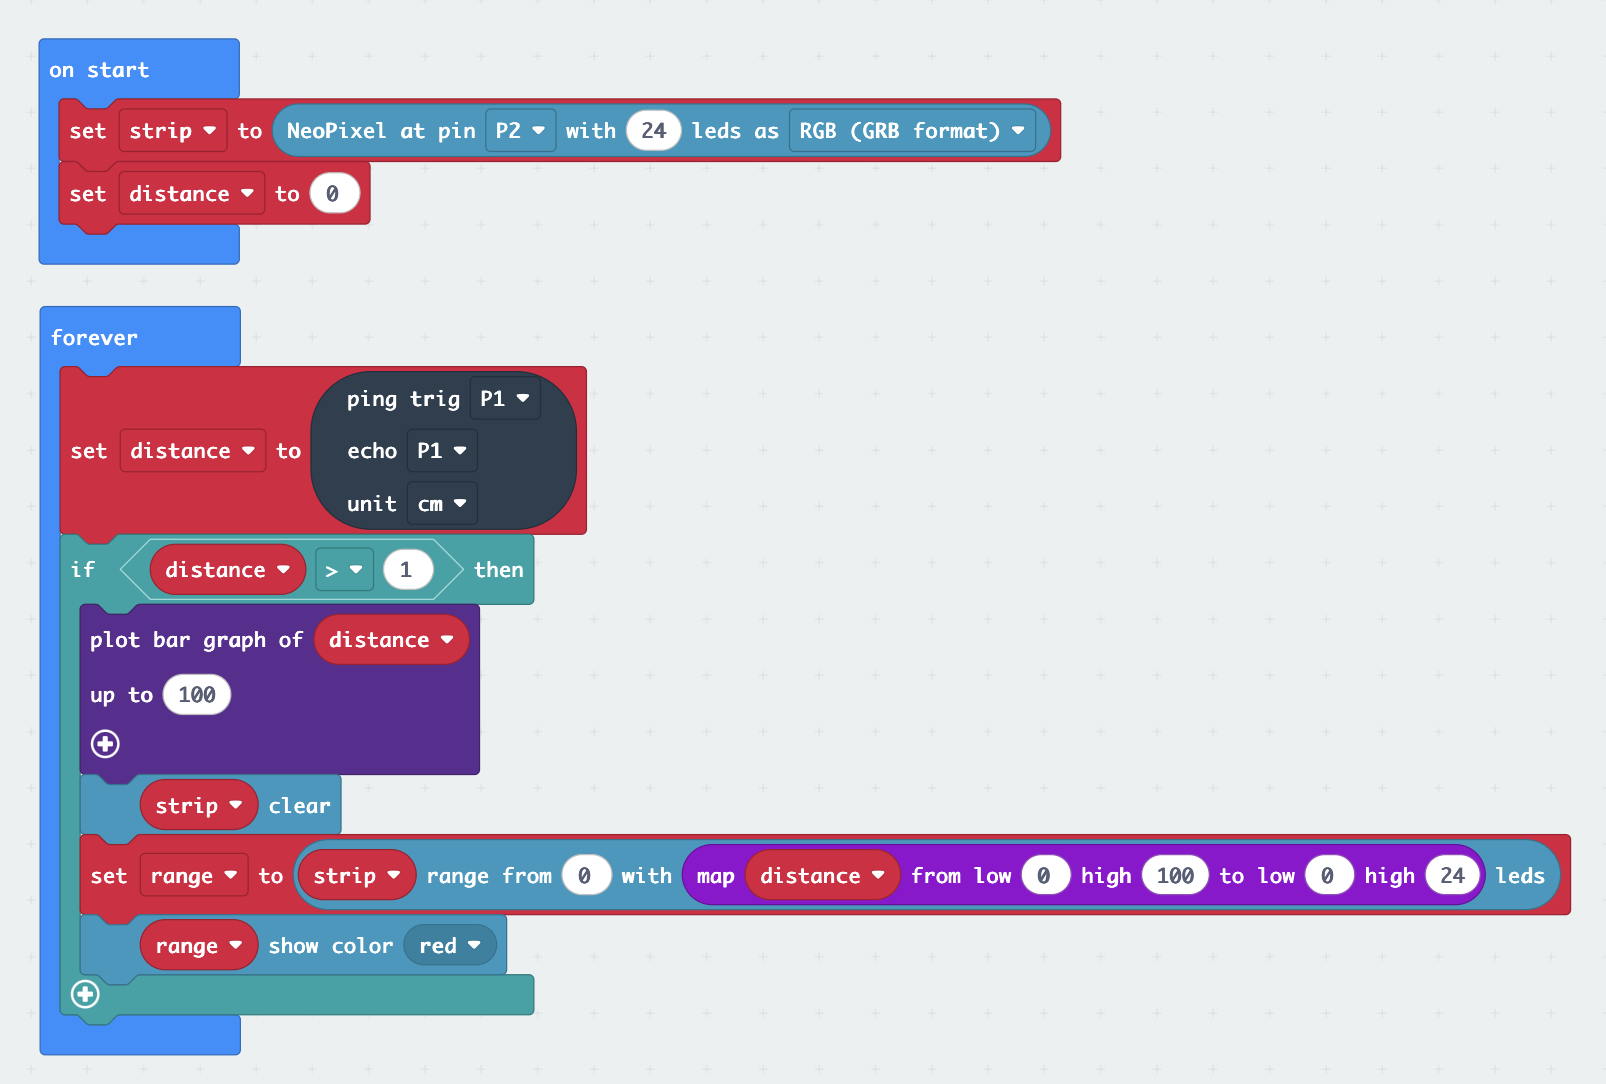 on start
set strip to NeoPixel at pin P2 with 24 leds as RGB (GRB format)
set distance to 0
forever
ping trig P1
set distance to echo P1
unit cm
if distance > 1 then
plot bar graph of distance
up to 100
strip clear
set range to strip range from 0 with map distance from low 0 high 100 to low 0 high 24 leds
range show color red